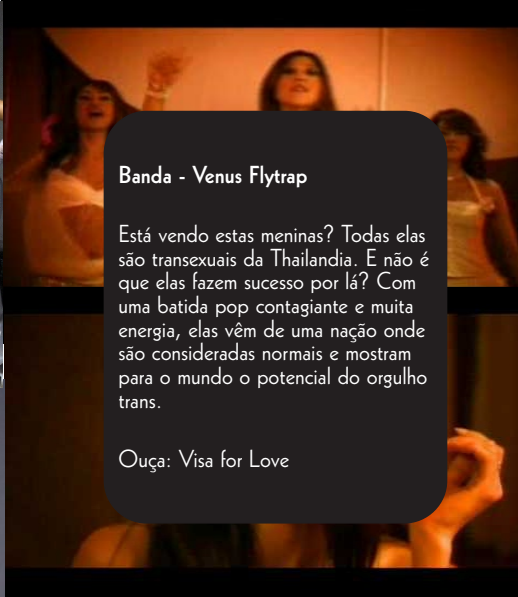 Banda - Venus Flytrap
Está vendo estas meninas? Todas elas
são transexuais da Thailandia. E não é
que elas fazem sucesso por lá? Com
uma batida pop contagiante e muita
energia, elas vêm de uma nação onde
são consideradas normais e mostram
para o mundo o potencial do orgulho
trans.
Ouça: Visa for Love